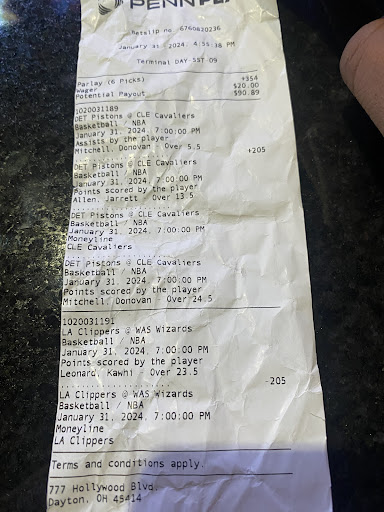 PENN
Betslip no. 6760820236
January 31, 2024, 4:55:38 PM
Terminal DAY-SST-09
Parlay (6 Picks) +354
Wager $20.00
Potential Payout $90.89
1020031189
DET Pistons @ CLE Cavaliers
Basketball / NBA
January 31, 2024, 7:00:00 PM
Assists by the player
Mitchell, Donovan - Over 5.5
+205
DET Pistons @ CLE Cavaliers
Basketball / NBA
January 31, 2024, 7:00:00 PM
Points scored by the player
Allen, Jarrett - Over 13.5
DET Pistons @ CLE Cavaliers
Basketball / NBA
January 31, 2024, 7:00:00 PM
Moneyline
CLE Cavaliers
DET Pistons @ CLE Cavaliers
Basketball / NBA
January 31, 2024, 7:00:00 PM
Points scored by the player
Mitchell, Donovan - Over 24.5
1020031191
LA Clippers @ WAS Wizards
Basketball / NBA
January 31, 2024, 7:00:00 PM
Points scored by the player
Leonard, Kawhi - Over 23.5
-205
LA Clippers @ WAS Wizards
Basketball / NBA
January 31, 2024, 7:00:00 PM
Moneyline
LA Clippers
Terms and conditions apply.
777 Hollywood Blvd.
Dayton, OH 45414